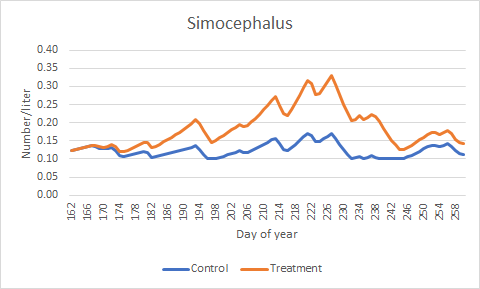 Simocephalus
0.40
0.35
0.30
0.25
0.20
0.15
0.10
0.05
0.00
Number/liter
162 166 170 174 178 182 186 190 194 198 202 206 210 214 218 222 226 230 234 238 242 246 250 254 258
Day of year
Control Treatment